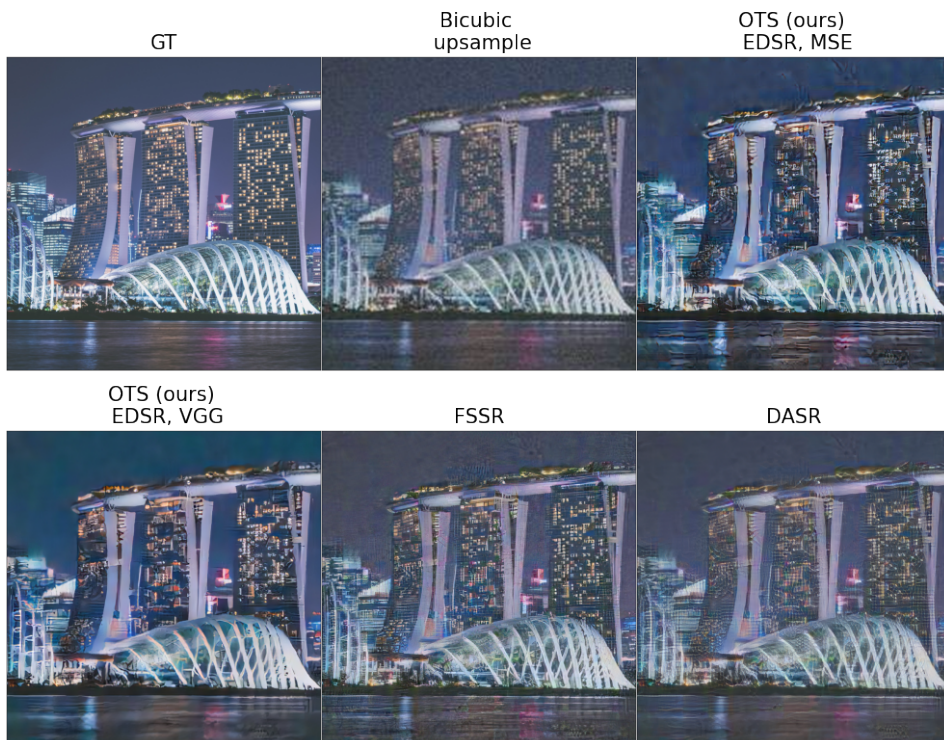 GT
Bicubic
upsample
OTS (ours)
EDSR, MSE
OTS (ours)
EDSR, VGG
FSSR
DASR